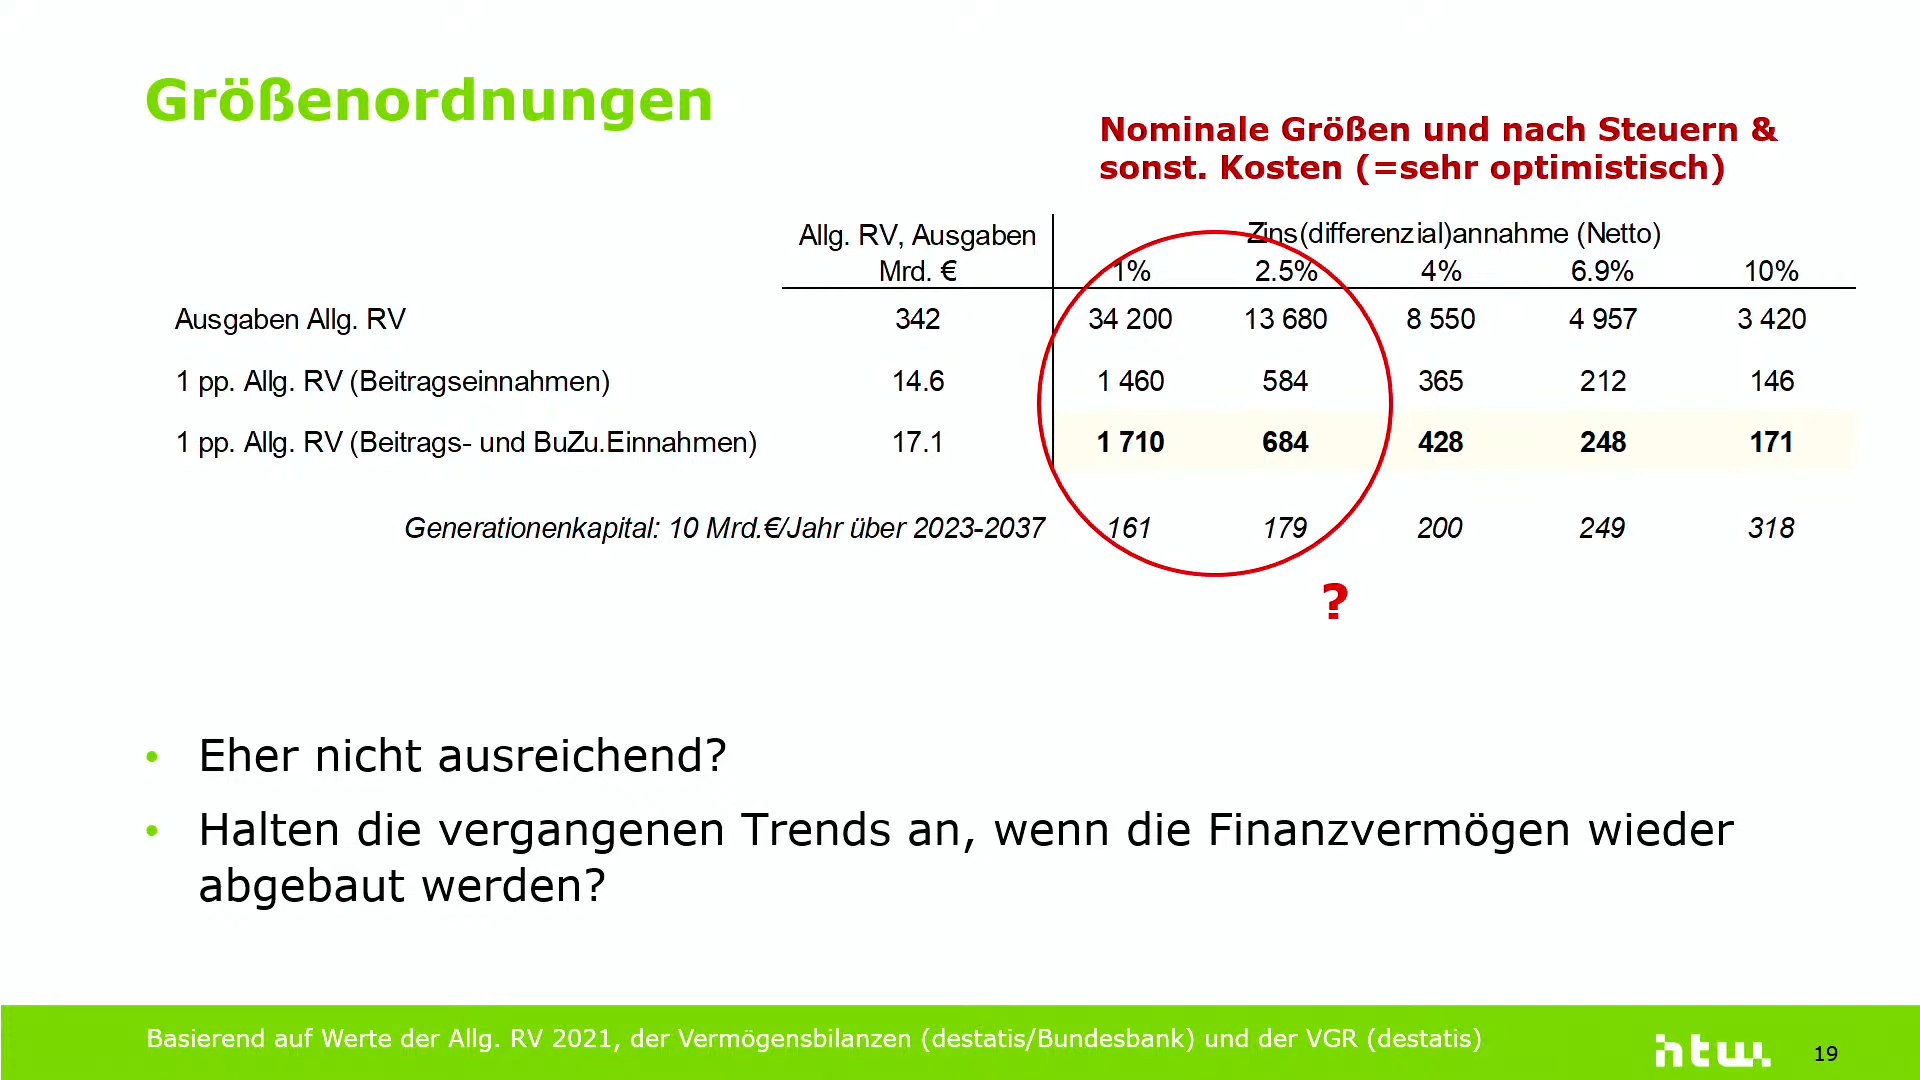 Größenordnungen
Nominale Größen und nach Steuern &
sonst. Kosten (=sehr optimistisch)
Allg. RV, Ausgaben Zins(differenzial)annahme (Netto)
Mrd. € 1% 2.5% 4% 6.9% 10%
Ausgaben Allg. RV 342 34 200 13 680 8 550 4 957 3 420
1 pp. Allg. RV (Beitragseinnahmen) 14.6 1 460 584 365 212 146
1 pp. Allg. RV (Beitrags- und BuZu.Einnahmen) 17.1 1 710 684 428 248 171
Generationenkapital: 10 Mrd.€/Jahr über 2023-2037 161 179 200 249 318
?
• Eher nicht ausreichend?
• Halten die vergangenen Trends an, wenn die Finanzvermögen wieder
abgebaut werden?
Basierend auf Werte der Allg. RV 2021, der Vermögensbilanzen (destatis/Bundesbank) und der VGR (destatis)
htw.
19